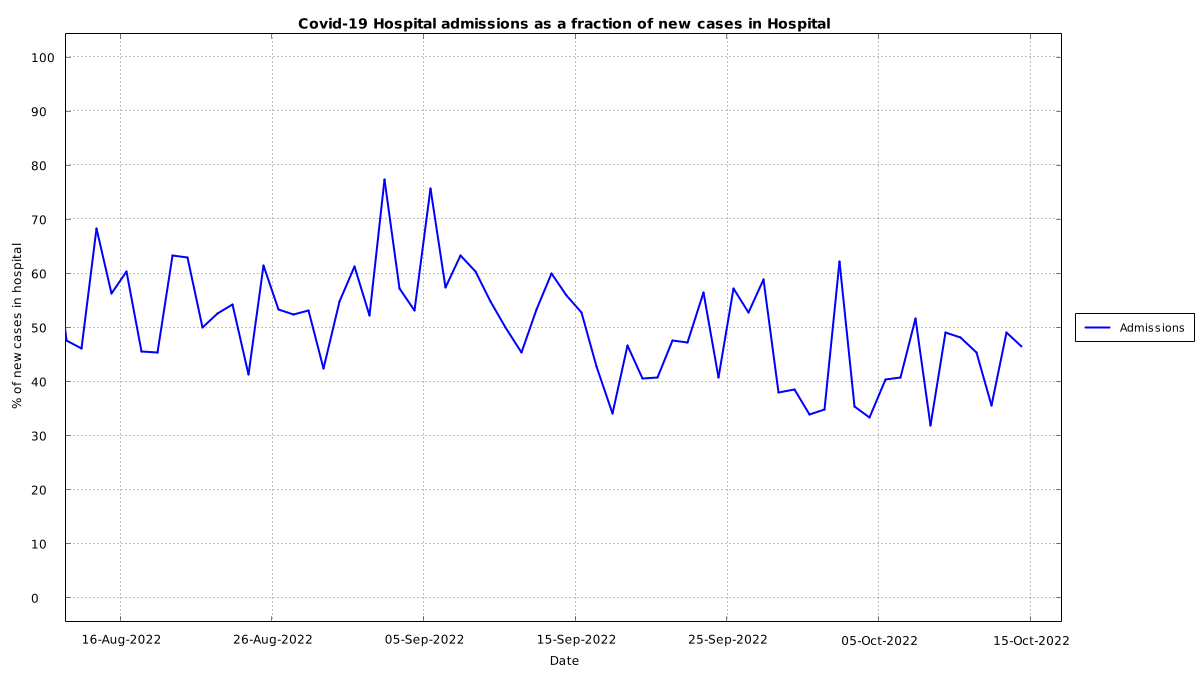 Covid-19 Hospital admissions as a fraction of new cases in Hospital
100
90
80
70
60
50
40
30
20
10
0
% of new cases in hospital
16-Aug-2022
26-Aug-2022
05-Sep-2022
15-Sep-2022
25-Sep-2022
05-Oct-2022
15-Oct-2022
Date
Admissions